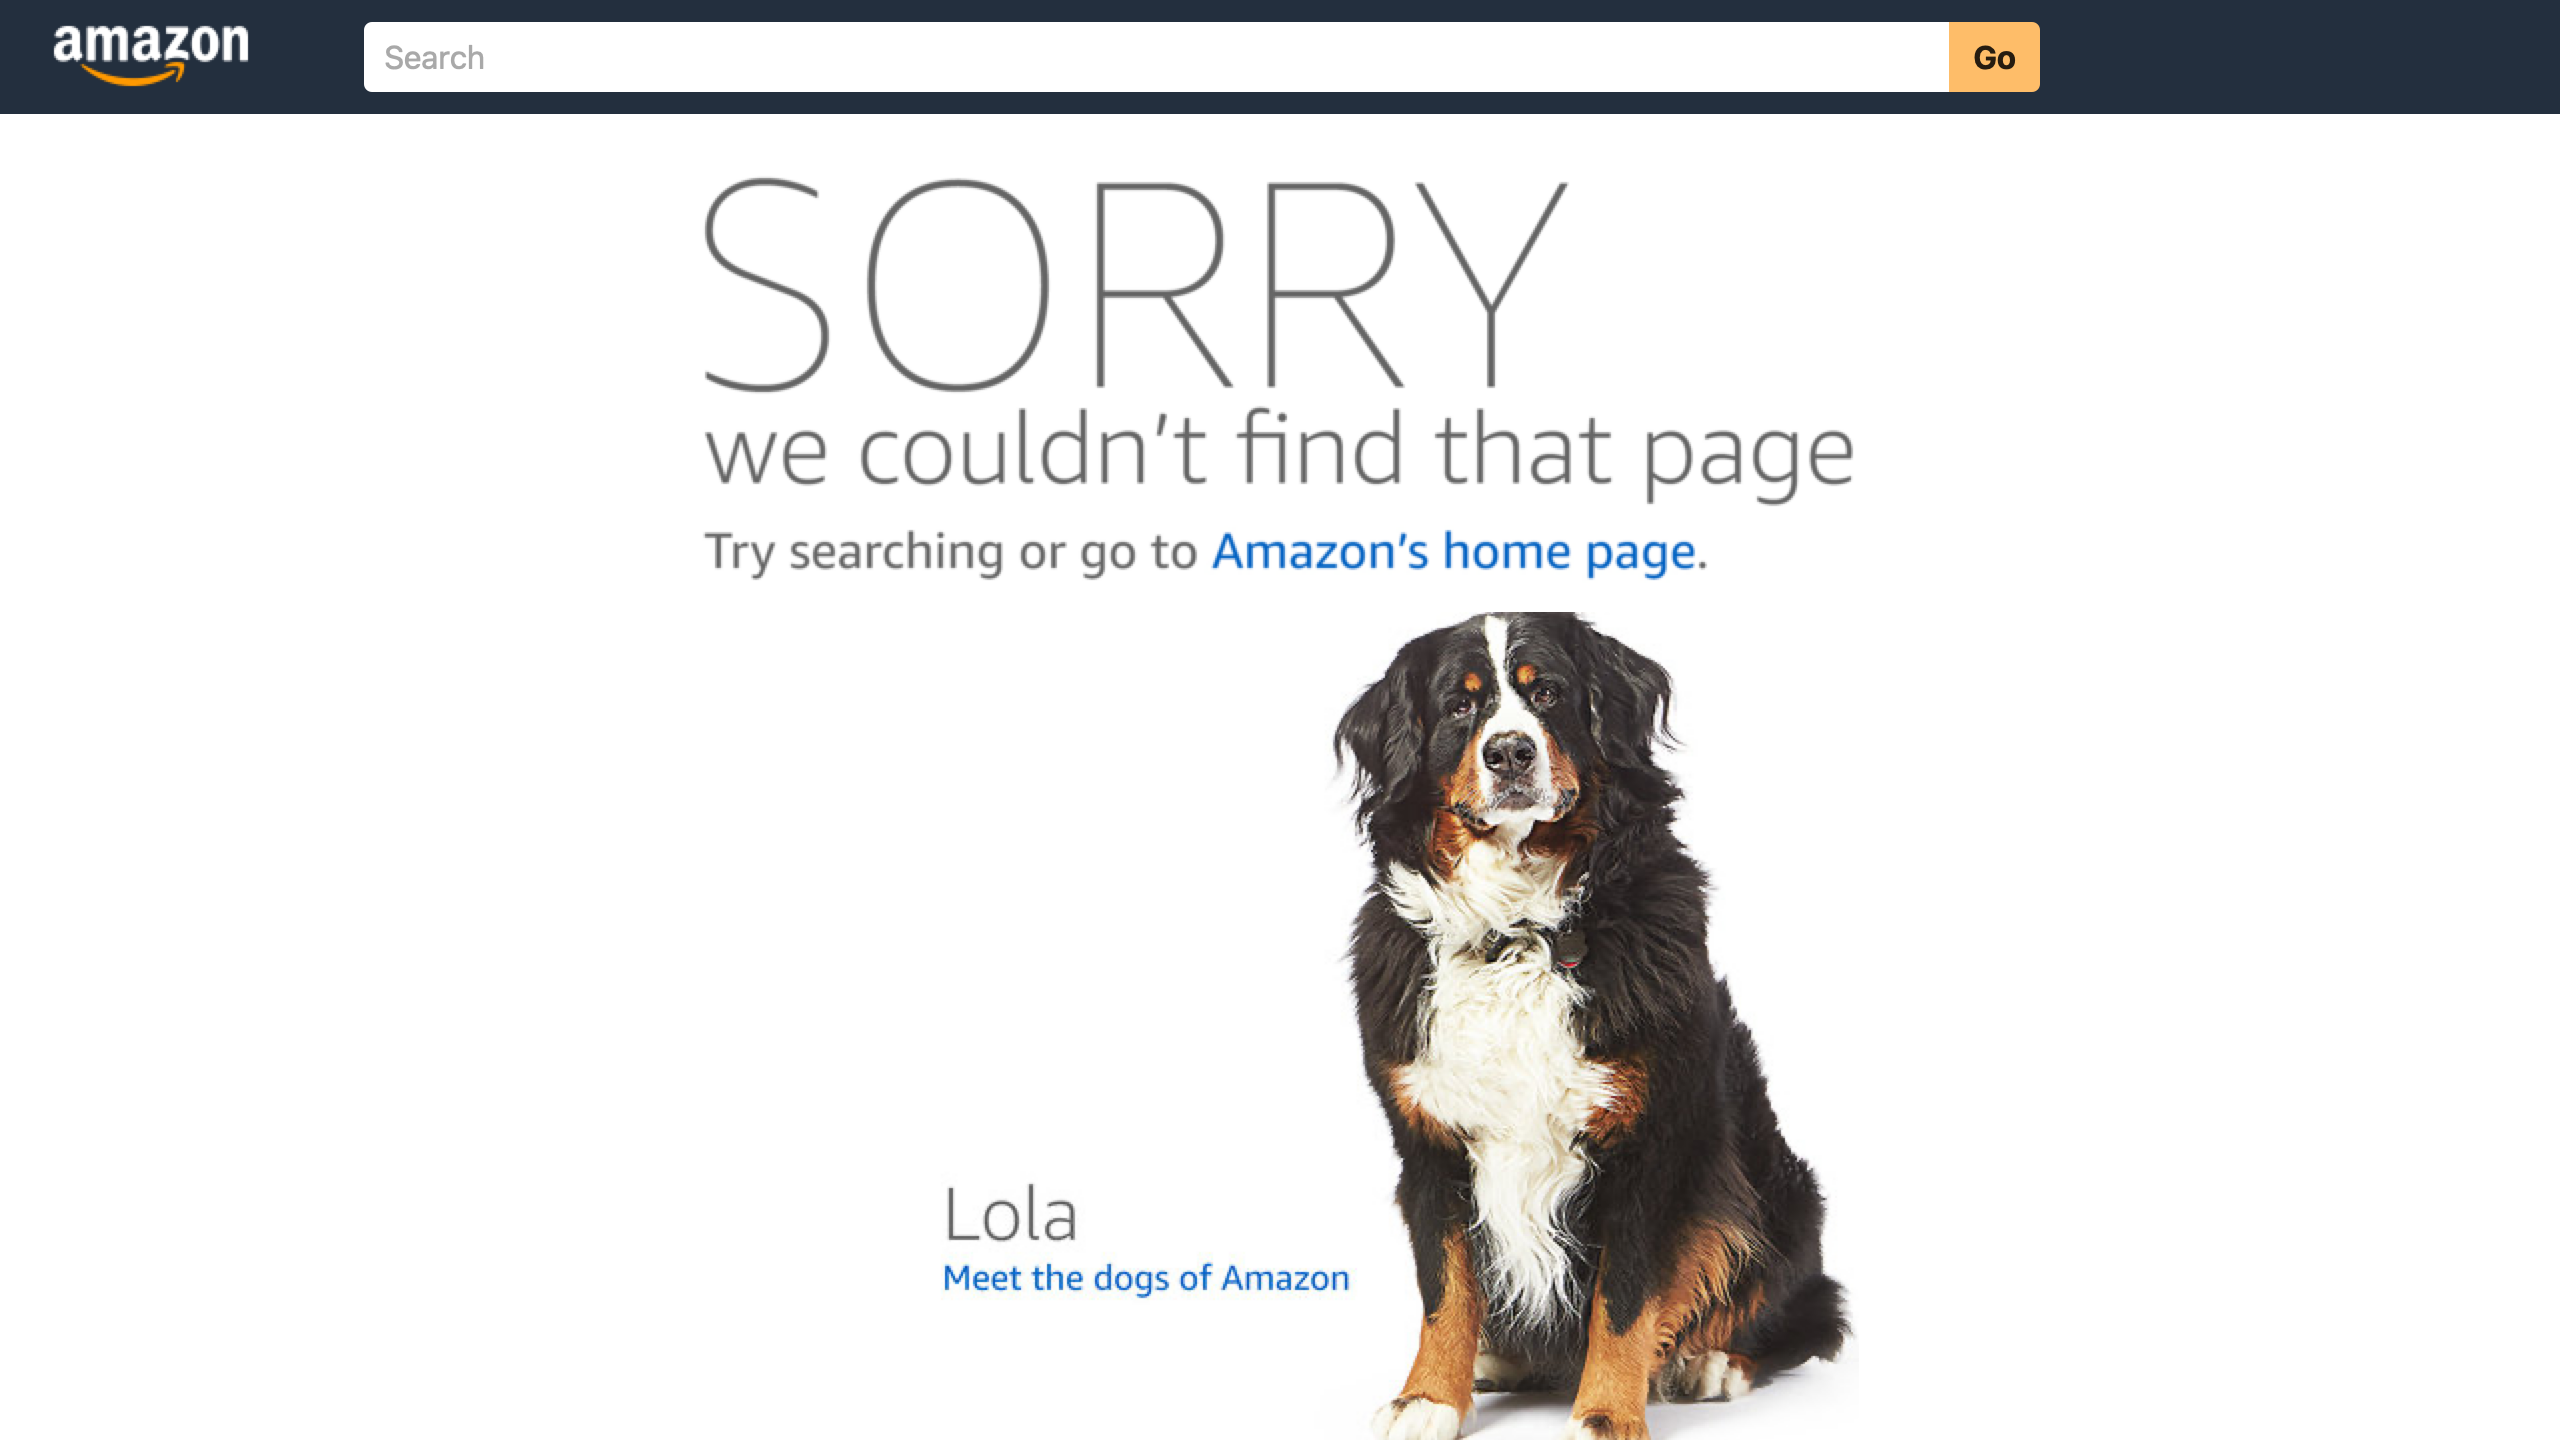 amazon
Search
Go
SORRY
we couldn't find that page
Try searching or go to Amazon's home page.
Lola
Meet the dogs of Amazon